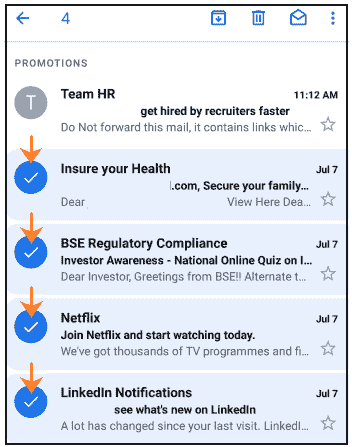 4
PROMOTIONS
T
Team HR 11:12 AM
get hired by recruiters faster
Do Not forward this mail, it contains links whic...
Insure your Health Jul 7
.com, Secure your family...
Dear View Here Dea...
BSE Regulatory Compliance Jul 7
Investor Awareness - National Online Quiz on I...
Dear Investor, Greetings from BSE!! Alternate t...
Netflix Jul 7
Join Netflix and start watching today.
We've got thousands of TV programmes and fi...
LinkedIn Notifications Jul 7
see what's new on LinkedIn
A lot has changed since your last visit. LinkedI...